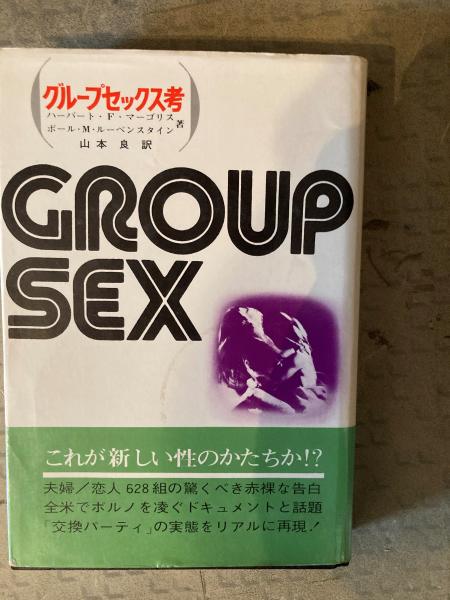 グループセックス考
ハーバート・F・マーゴリス
ポール・M・ルーベンスタイン 著
山本 良 訳
GROUP
SEX
これが新しい性のかたちか!?
夫婦/恋人628組の驚くべき赤裸な告白
全米でポルノを凌ぐドキュメントと話題
「交換パーティ」の実態をリアルに再現!